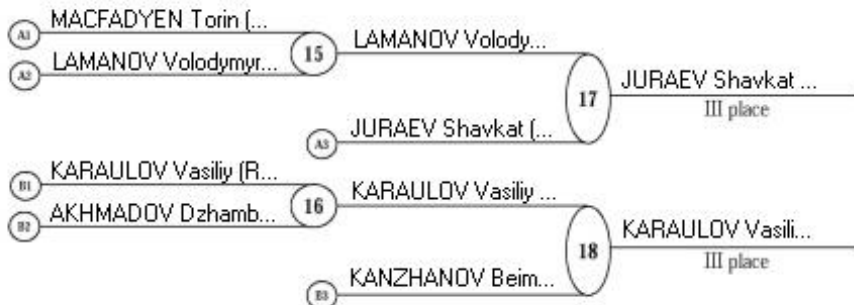 A1 MACFADYEN Torin (...
A2 LAMANOV Volodymyr...
15
LAMANOV Volody...
A3 JURAEV Shavkat (...
17
JURAEV Shavkat ...
III place
B1 KARAULOV Vasiliy (R...
B2 AKHMADOV Dzhamb...
16
KARAULOV Vasiliy ...
B3 KANZHANOV Beim...
18
KARAULOV Vasili...
III place